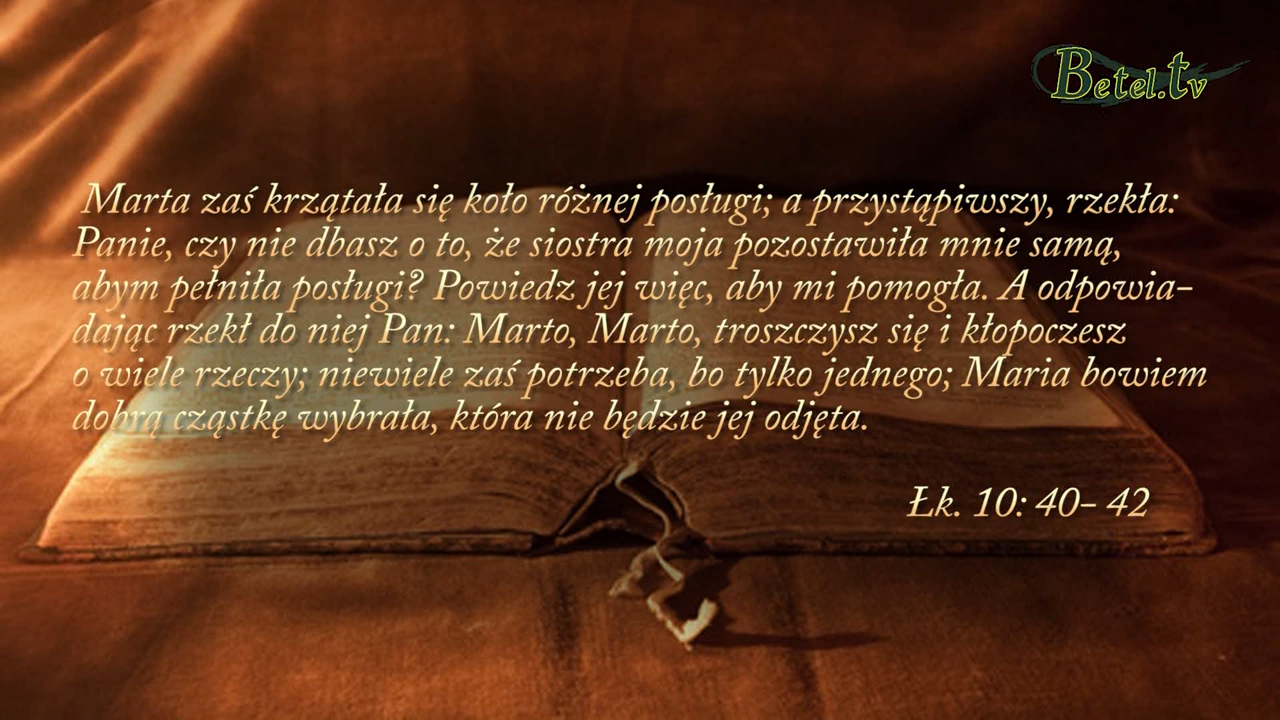 Betel.tv
Marta zaś krzątała się koło różnej posługi; a przystąpiwszy, rzekła:
Panie, czy nie dbasz o to, że siostra moja pozostawiła mnie samą,
abym pełniła posługi? Powiedz jej więc, aby mi pomogła. A odpowia-
dając rzekł do niej Pan: Marto, Marto, troszczysz się i kłopoczesz
o wiele rzeczy; niewiele zaś potrzeba, bo tylko jednego; Maria bowiem
dobrą cząstkę wybrała, która nie będzie jej odjęta.
Łk. 10: 40- 42